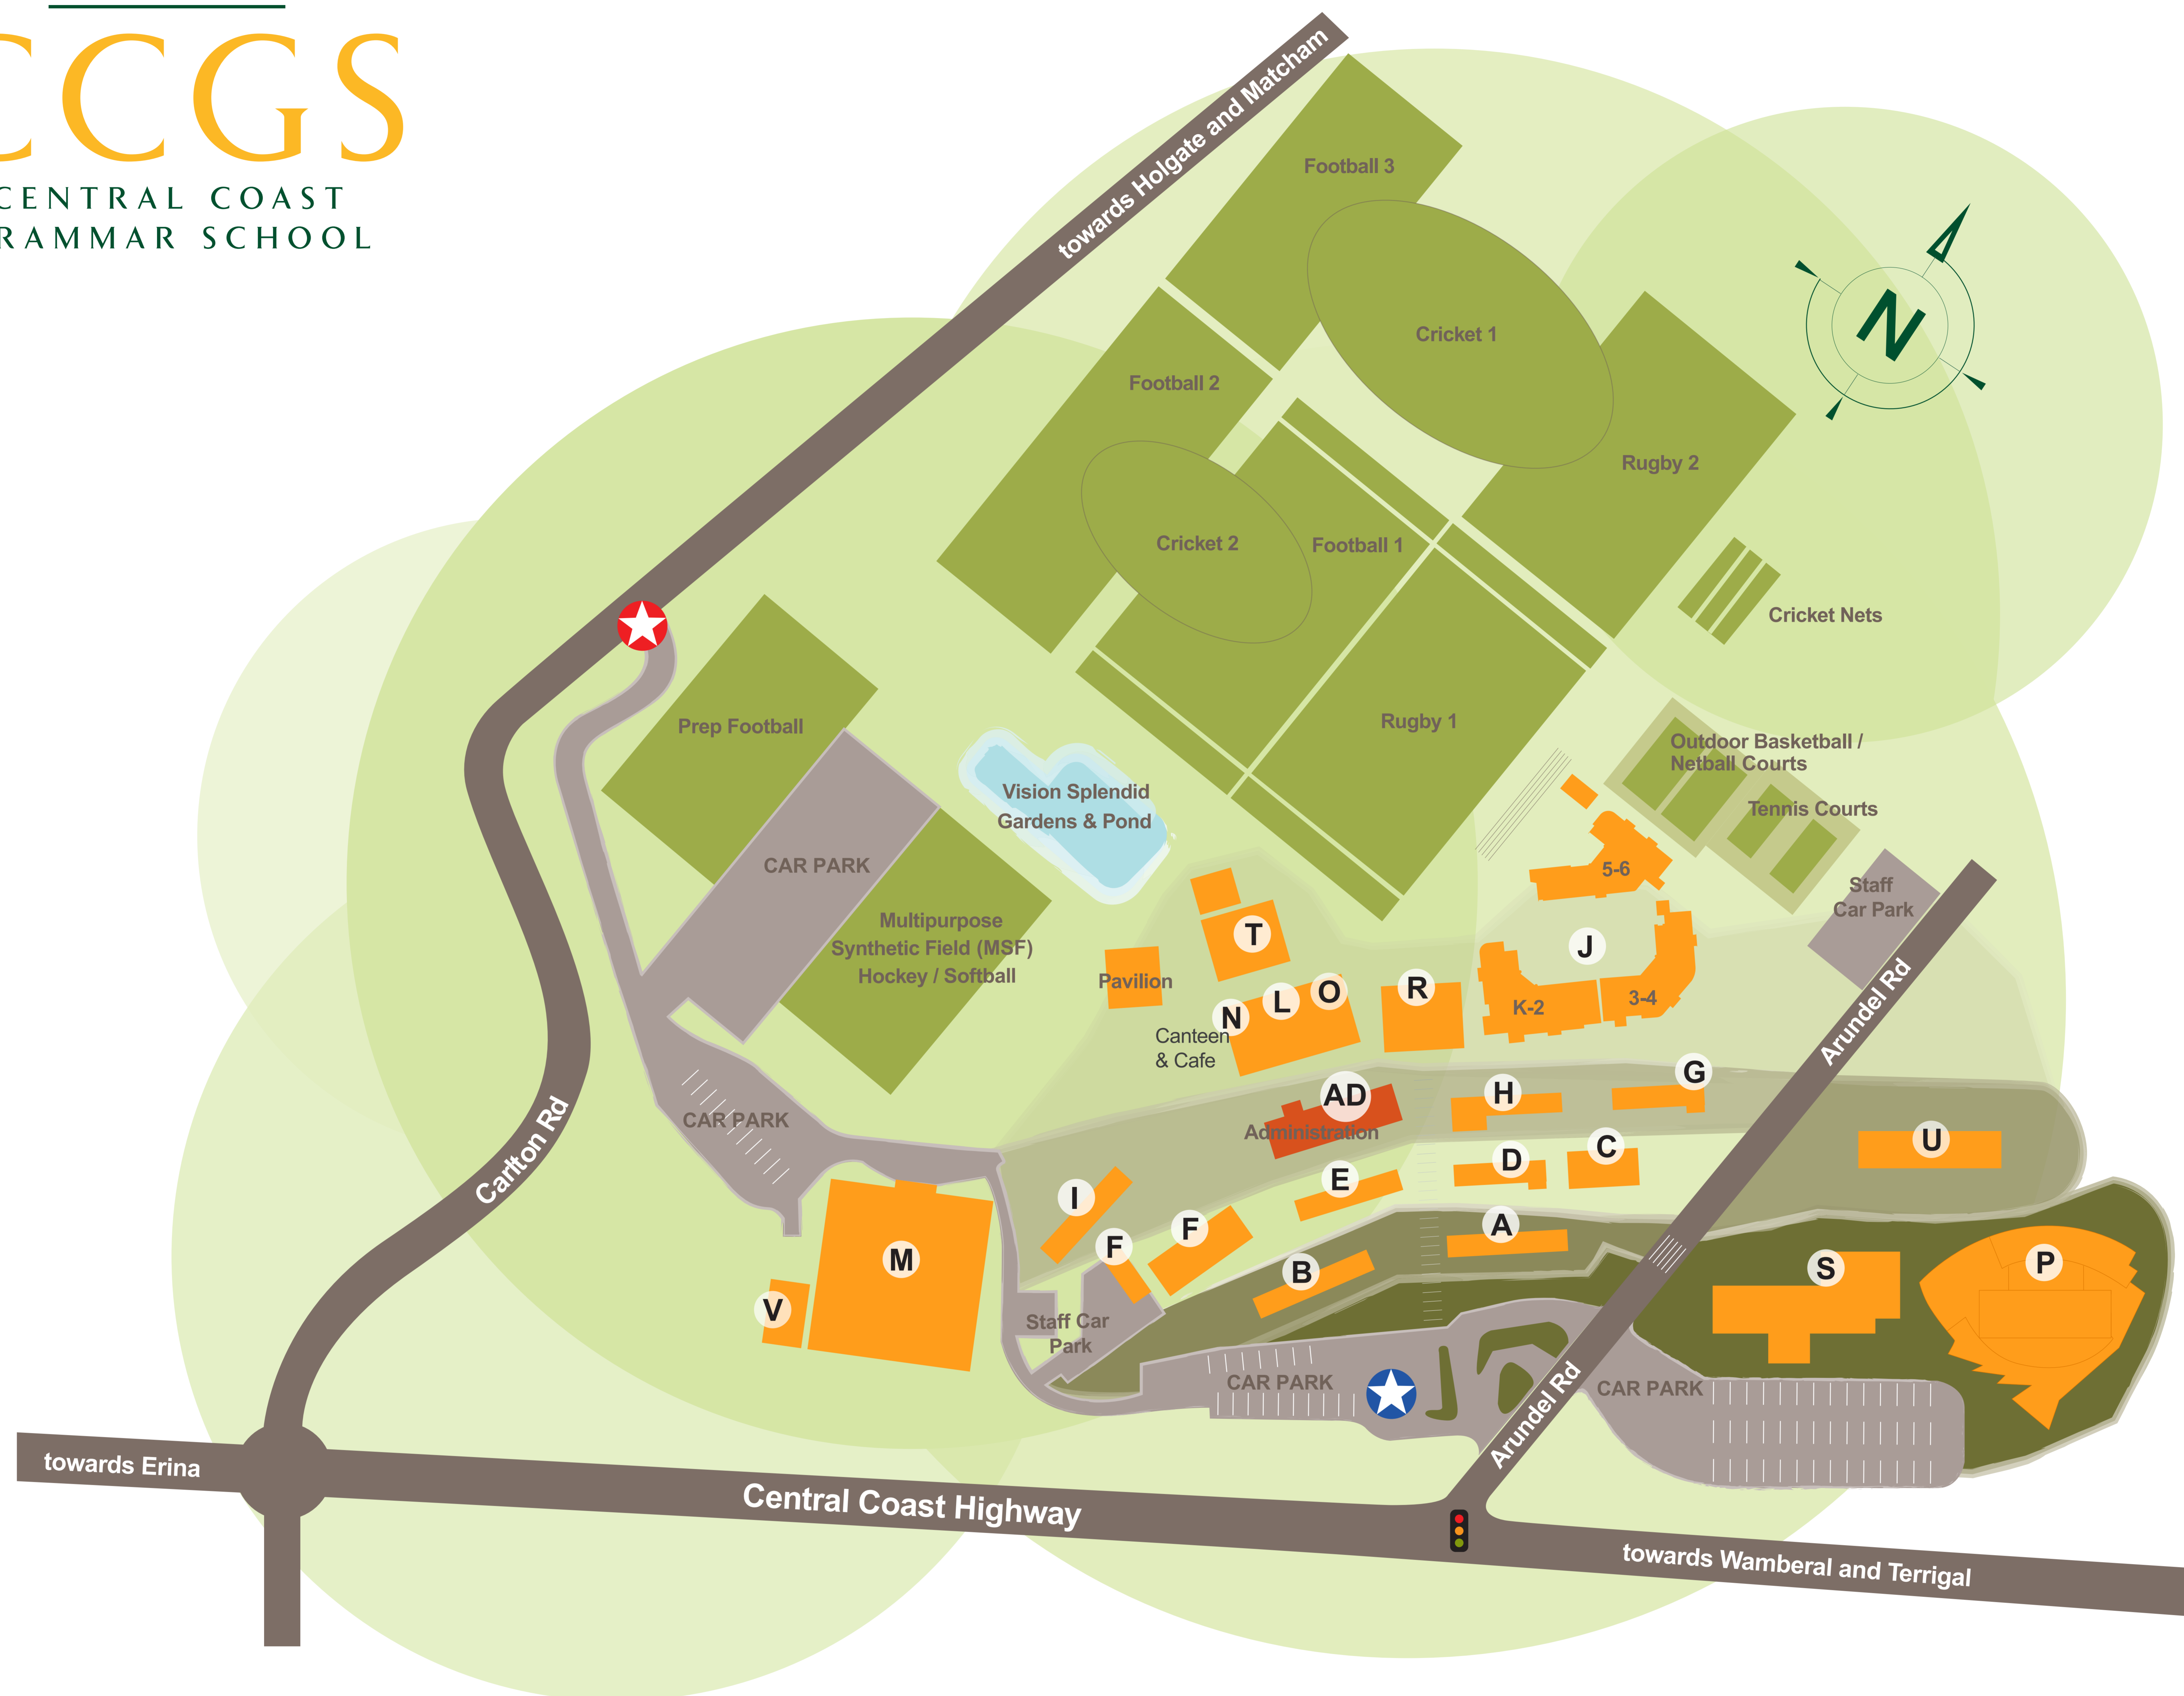 CCGS
CENTRAL COAST
RAMMAR SCHOOL
towards Holgate and Matcham
Football 3
Cricket 1
N
Football 2
Rugby 2
Cricket 2
Football 1
Cricket Nets
Prep Football
Rugby 1
Outdoor Basketball /
Netball Courts
Vision Splendid
Gardens & Pond
Tennis Courts
CAR PARK
5-6
Staff
Car Park
Multipurpose
Synthetic Field (MSF)
Hockey / Softball
T
J
Pavilion
N
L
O
R
K-2
3-4
Canteen
& Cafe
Arundel Rd
AD
Administration
H
G
CAR PARK
Carlton Rd
U
D
C
E
I
F
F
A
B
M
V
S
P
Staff Car
Park
CAR PARK
Arundel Rd
CAR PARK
towards Erina
Central Coast Highway
towards Wamberal and Terrigal